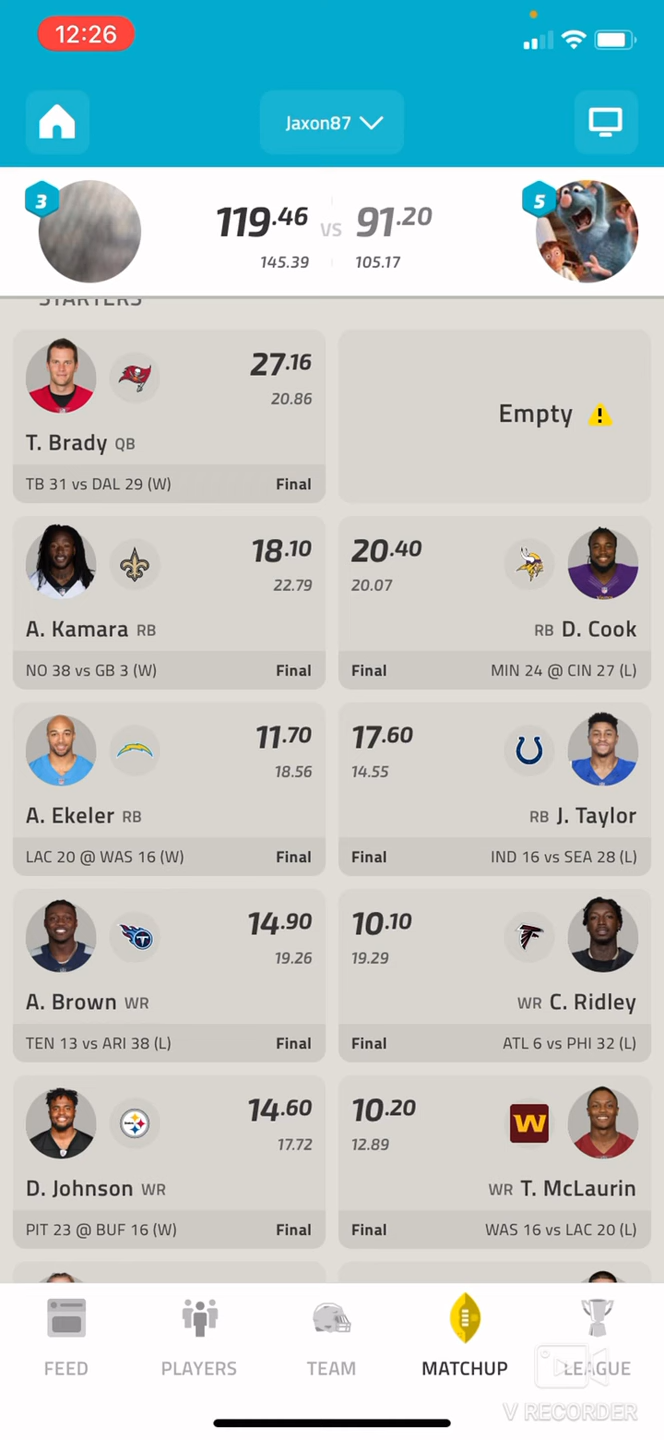 12:26
Jaxon87
3
119.46 VS 91.20
5
145.39 105.17
STARTERS
27.16
20.86
T. Brady QB
TB 31 vs DAL 29 (W) Final
Empty
18.10
22.79
A. Kamara RB
NO 38 vs GB 3 (W) Final
20.40
20.07
RB D. Cook
Final MIN 24 @ CIN 27 (L)
11.70
18.56
A. Ekeler RB
LAC 20 @ WAS 16 (W) Final
17.60
14.55
RB J. Taylor
Final IND 16 vs SEA 28 (L)
14.90
19.26
A. Brown WR
TEN 13 vs ARI 38 (L) Final
10.10
19.29
WR C. Ridley
Final ATL 6 vs PHI 32 (L)
14.60
17.72
D. Johnson WR
PIT 23 @ BUF 16 (W) Final
10.20
12.89
W
WR T. McLaurin
Final WAS 16 vs LAC 20 (L)
FEED PLAYERS TEAM MATCHUP LEAGUE
V RECORDER